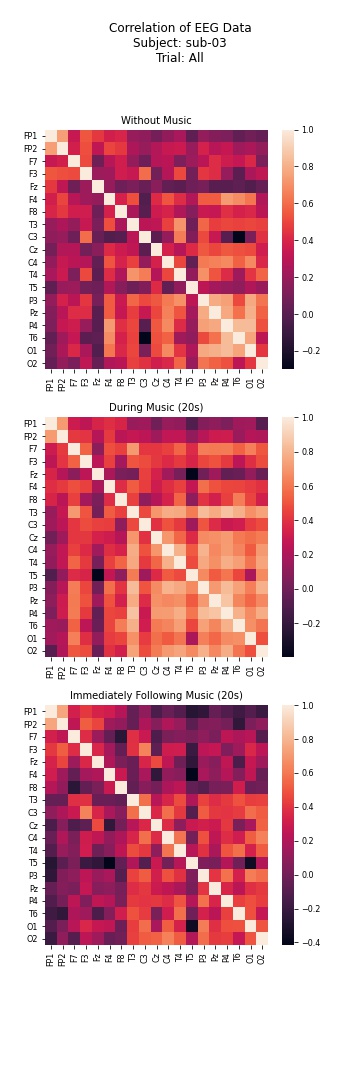 Correlation of EEG Data
Subject: sub-03
Trial: All
Without Music
FP1
FP2
F7
F3
Fz
F4
F8
T3
C3
Cz
C4
T4
T5
P3
Pz
P4
T6
O1
O2
FP1 FP2 F7 F3 Fz F4 F8 T3 C3 Cz C4 T4 T5 P3 Pz P4 T6 O1 O2
1.0
0.8
0.6
0.4
0.2
0.0
−0.2
During Music (20s)
FP1
FP2
F7
F3
Fz
F4
F8
T3
C3
Cz
C4
T4
T5
P3
Pz
P4
T6
O1
O2
FP1 FP2 F7 F3 Fz F4 F8 T3 C3 Cz C4 T4 T5 P3 Pz P4 T6 O1 O2
1.0
0.8
0.6
0.4
0.2
0.0
−0.2
Immediately Following Music (20s)
FP1
FP2
F7
F3
Fz
F4
F8
T3
C3
Cz
C4
T4
T5
P3
Pz
P4
T6
O1
O2
FP1 FP2 F7 F3 Fz F4 F8 T3 C3 Cz C4 T4 T5 P3 Pz P4 T6 O1 O2
1.0
0.8
0.6
0.4
0.2
0.0
−0.2
−0.4